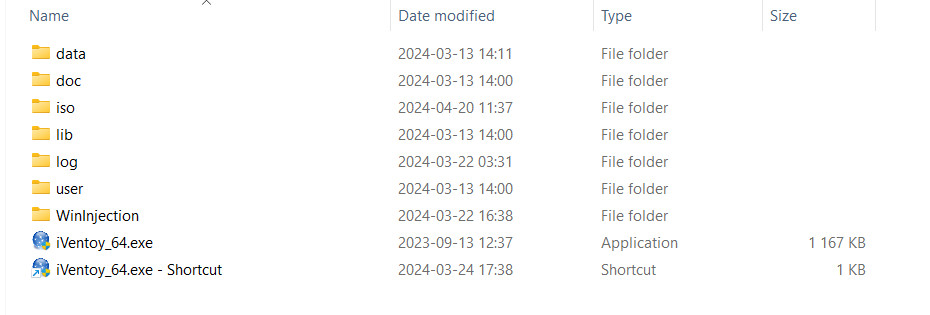 Name Date modified Type Size
data 2024-03-13 14:11 File folder
doc 2024-03-13 14:00 File folder
iso 2024-04-20 11:37 File folder
lib 2024-03-13 14:00 File folder
log 2024-03-22 03:31 File folder
user 2024-03-13 14:00 File folder
WinInjection 2024-03-22 16:38 File folder
iVentoy_64.exe 2023-09-13 12:37 Application 1 167 KB
iVentoy_64.exe - Shortcut 2024-03-24 17:38 Shortcut 1 KB